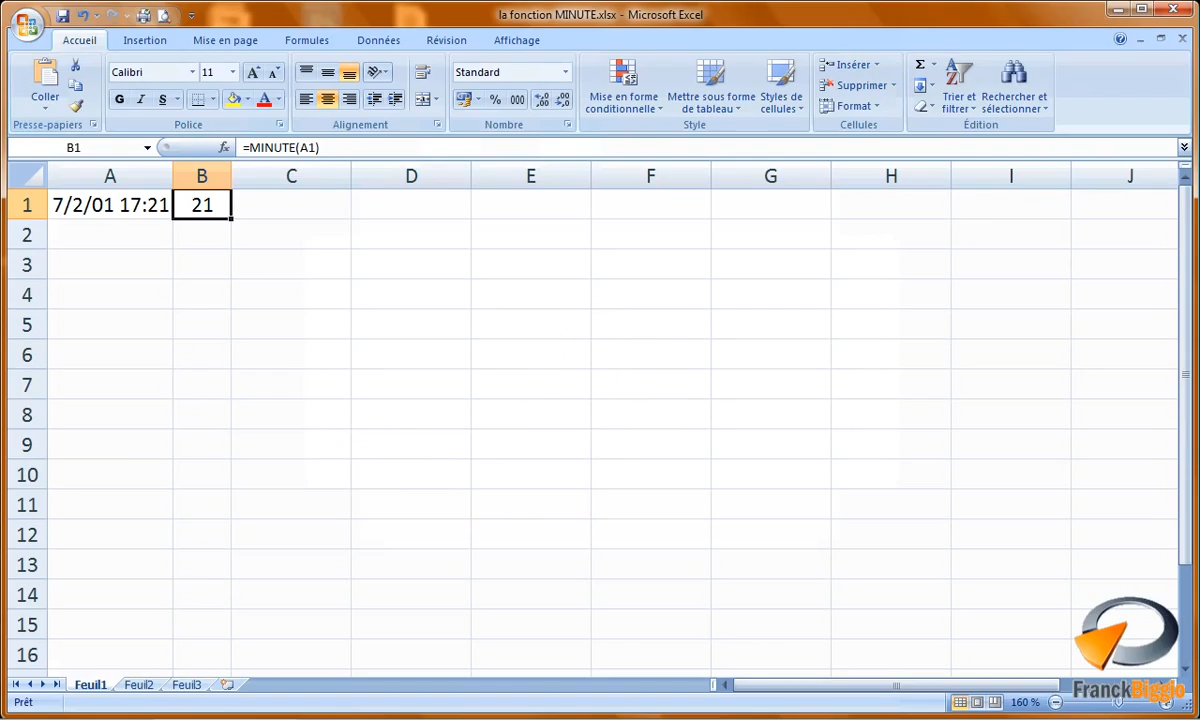 la fonction MINUTE.xlsx - Microsoft Excel
Accueil Insertion Mise en page Formules Données Révision Affichage
Coller
Presse-papiers
Calibri 11
G I S
Police
Alignement
Standard
% 000
Nombre
Mise en forme conditionnelle
Mettre sous forme de tableau
Styles de cellules
Style
Insérer
Supprimer
Format
Cellules
Σ
Trier et filtrer
Rechercher et sélectionner
Édition
B1 fx =MINUTE(A1)
A B C D E F G H I J
1 7/2/01 17:21 21
2
3
4
5
6
7
8
9
10
11
12
13
14
15
16
Feuil1 Feuil2 Feuil3
Prêt 160 %
FranckBigglo